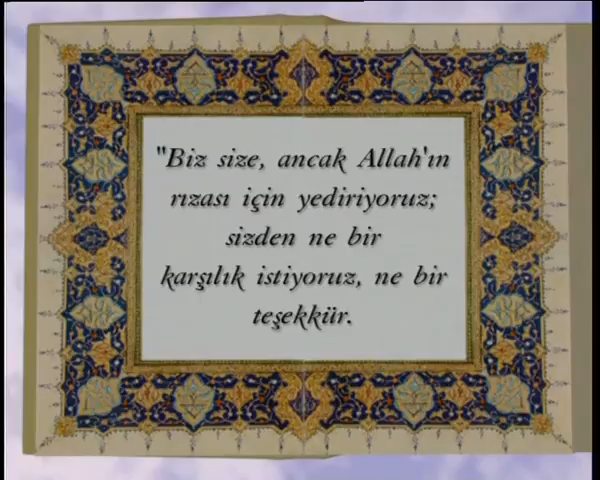 "Biz size, ancak Allah'ın
rızası için yediriyoruz;
sizden ne bir
karşılık istiyoruz, ne bir
teşekkür.